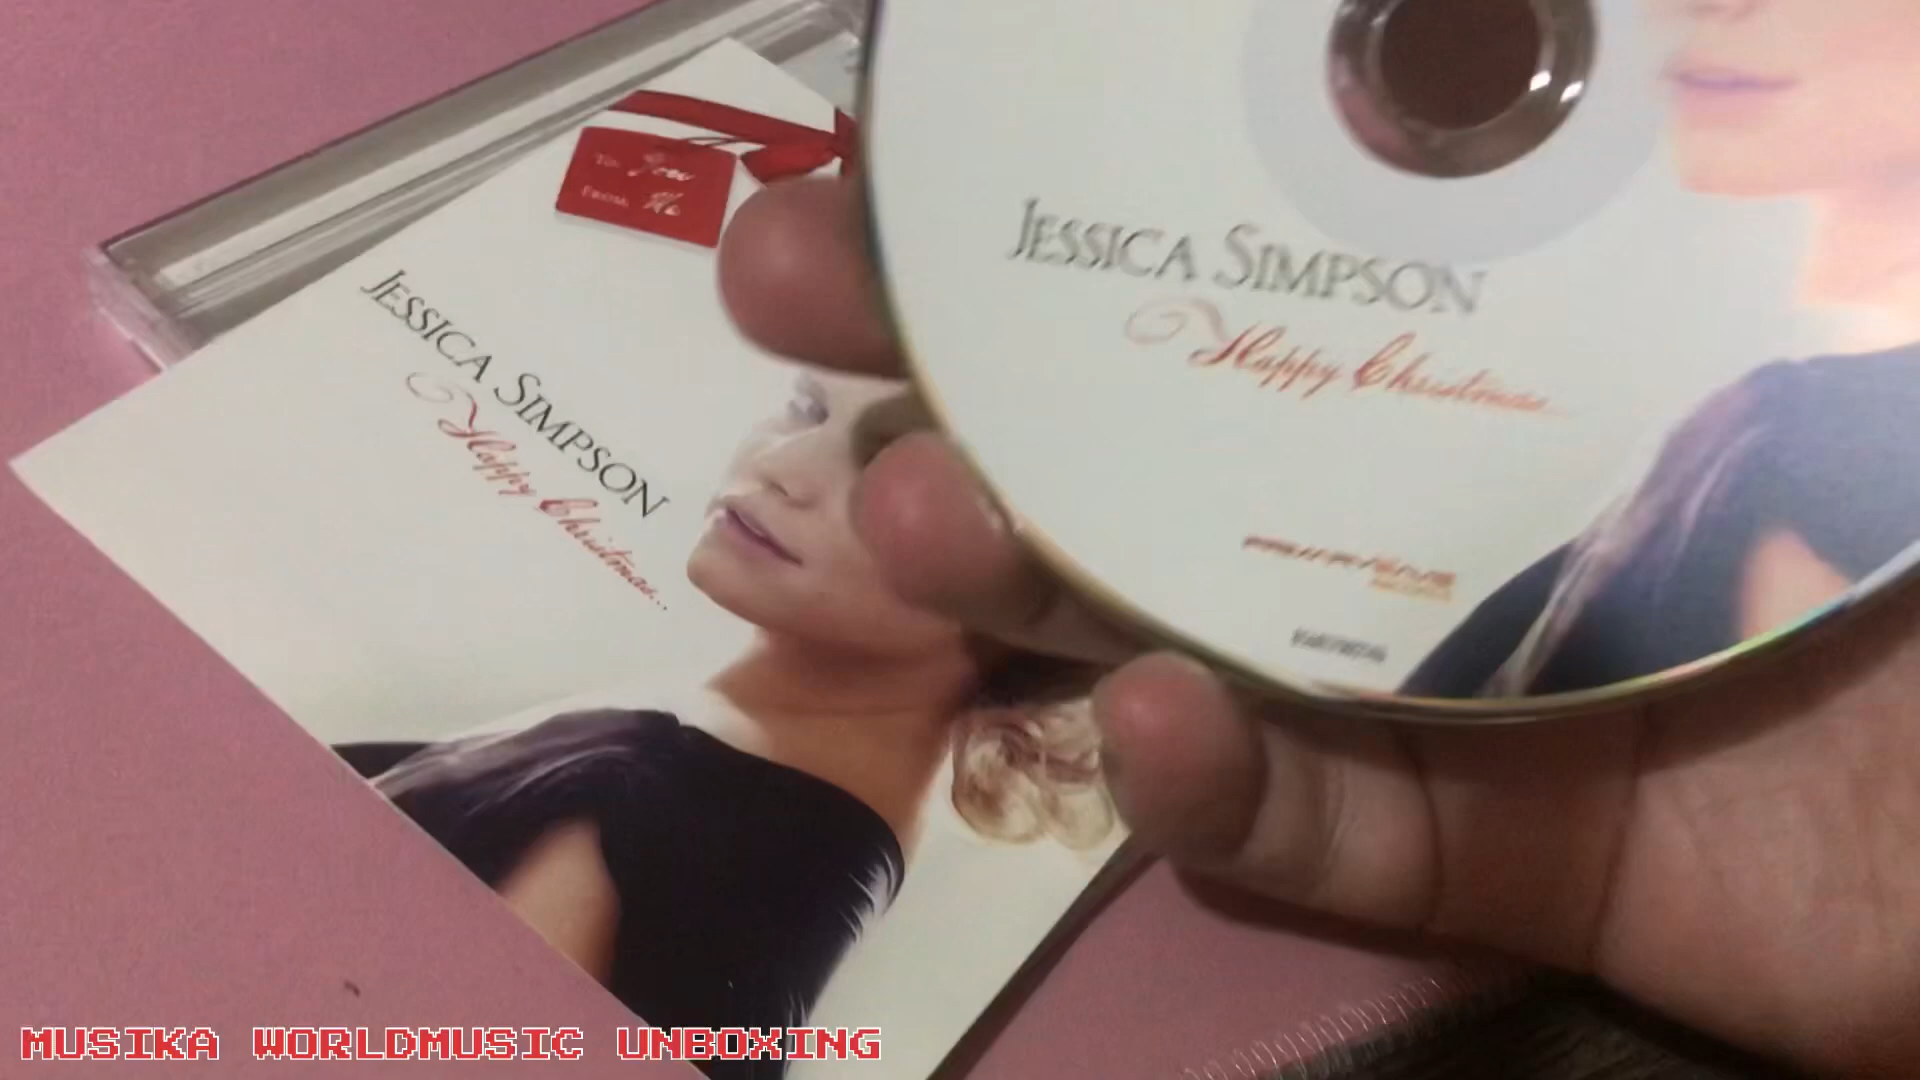 To: You
From: Me
JESSICA SIMPSON
Happy Christmas...
JESSICA SIMPSON
Happy Christmas...
MUSIKA WORLDMUSIC UNBOXING